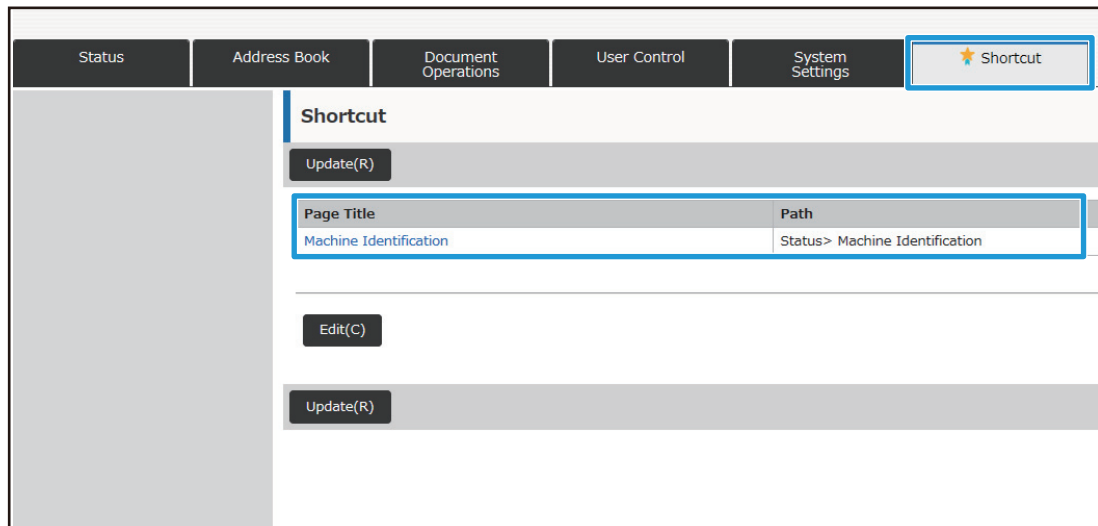 Status
Address Book
Document
Operations
User Control
System
Settings
Shortcut
Shortcut
Update(R)
Page Title Path
Machine Identification Status> Machine Identification
Edit(C)
Update(R)